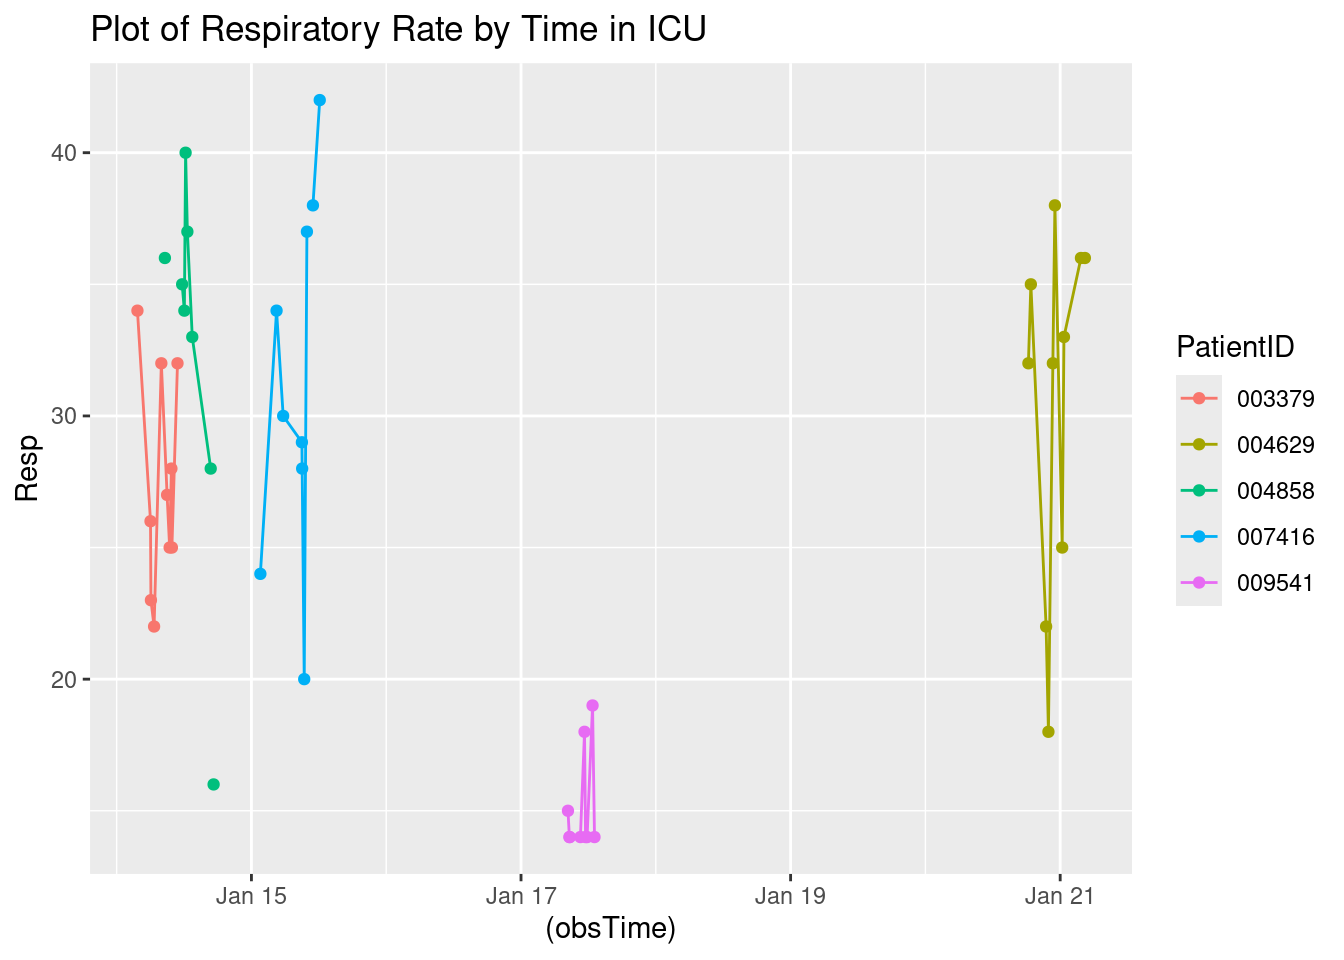 Plot of Respiratory Rate by Time in ICU
40
30
20
Resp
Jan 15
Jan 17
Jan 19
Jan 21
(obsTime)
PatientID
003379
004629
004858
007416
009541